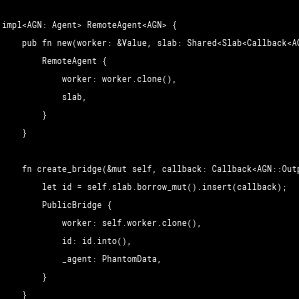 impl<AGN: Agent> RemoteAgent<AGN> {
    pub fn new(worker: &Value, slab: Shared<Slab<Callback<AG
        RemoteAgent {
            worker: worker.clone(),
            slab,
        }
    }
    fn create_bridge(&mut self, callback: Callback<AGN::Outp
        let id = self.slab.borrow_mut().insert(callback);
        PublicBridge {
            worker: self.worker.clone(),
            id: id.into(),
            _agent: PhantomData,
        }
    }